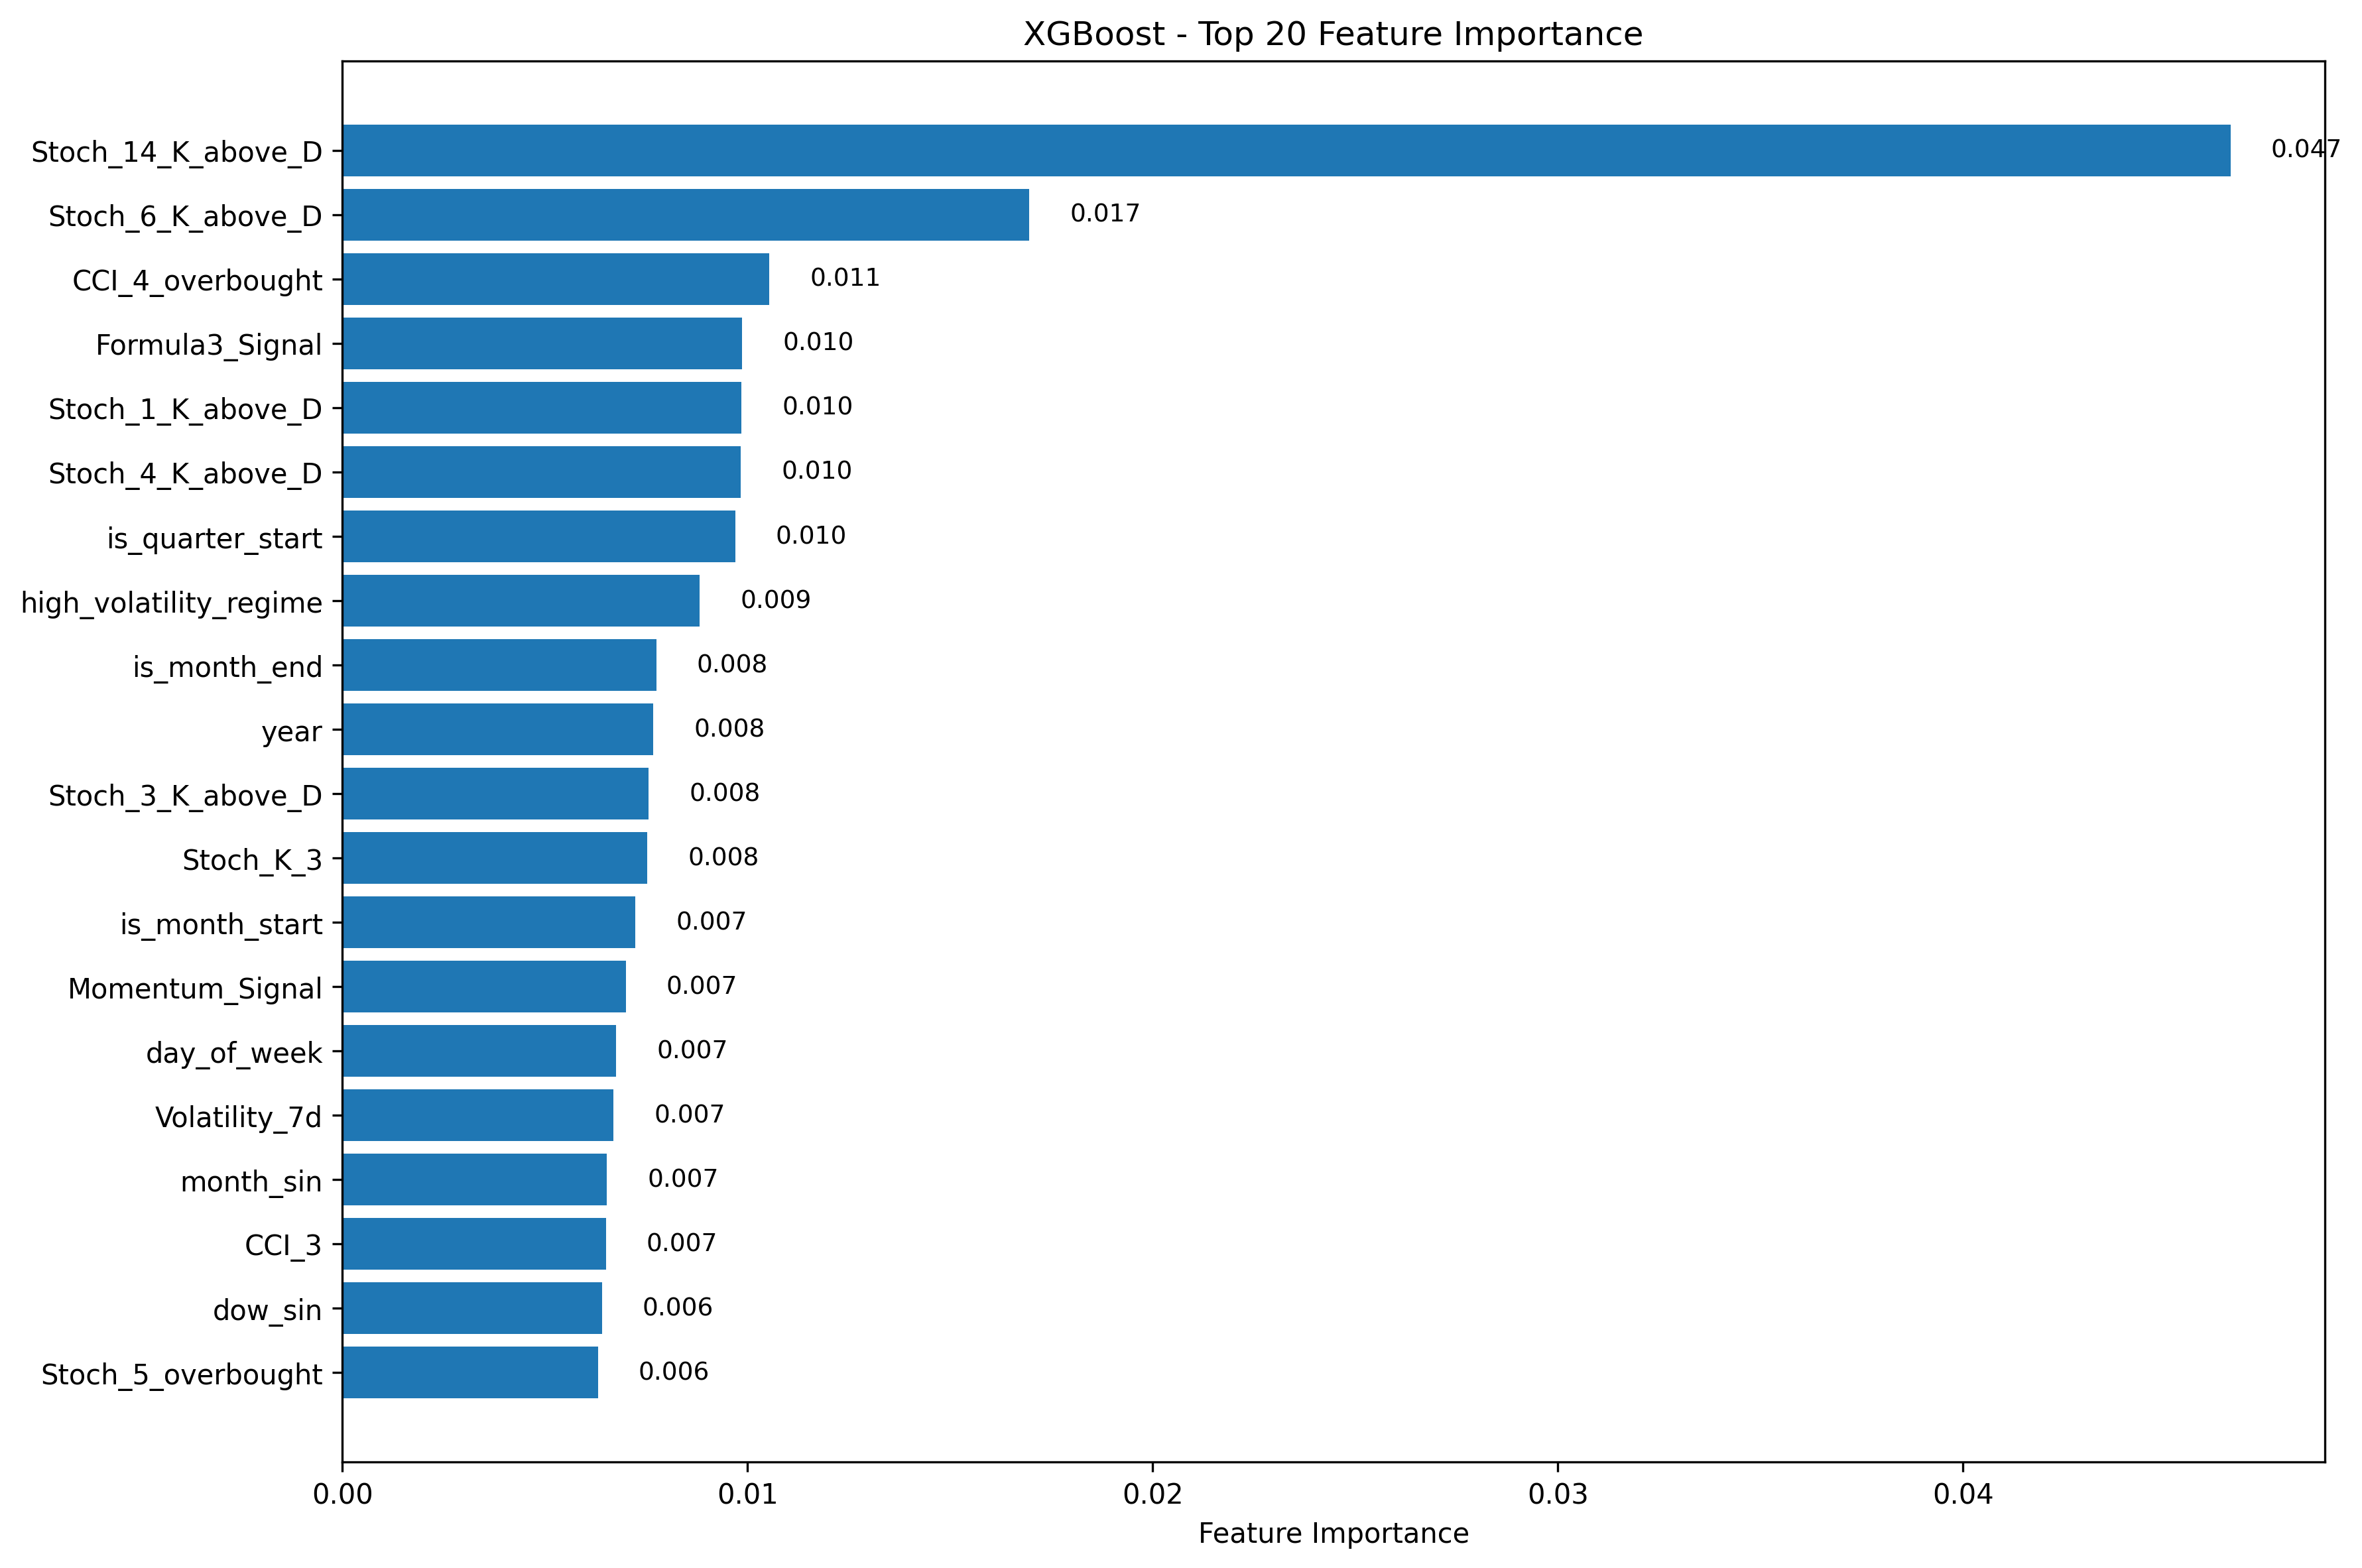 XGBoost - Top 20 Feature Importance
Stoch_14_K_above_D 0.047
Stoch_6_K_above_D 0.017
CCI_4_overbought 0.011
Formula3_Signal 0.010
Stoch_1_K_above_D 0.010
Stoch_4_K_above_D 0.010
is_quarter_start 0.010
high_volatility_regime 0.009
is_month_end 0.008
year 0.008
Stoch_3_K_above_D 0.008
Stoch_K_3 0.008
is_month_start 0.007
Momentum_Signal 0.007
day_of_week 0.007
Volatility_7d 0.007
month_sin 0.007
CCI_3 0.007
dow_sin 0.006
Stoch_5_overbought 0.006
0.00 0.01 0.02 0.03 0.04
Feature Importance